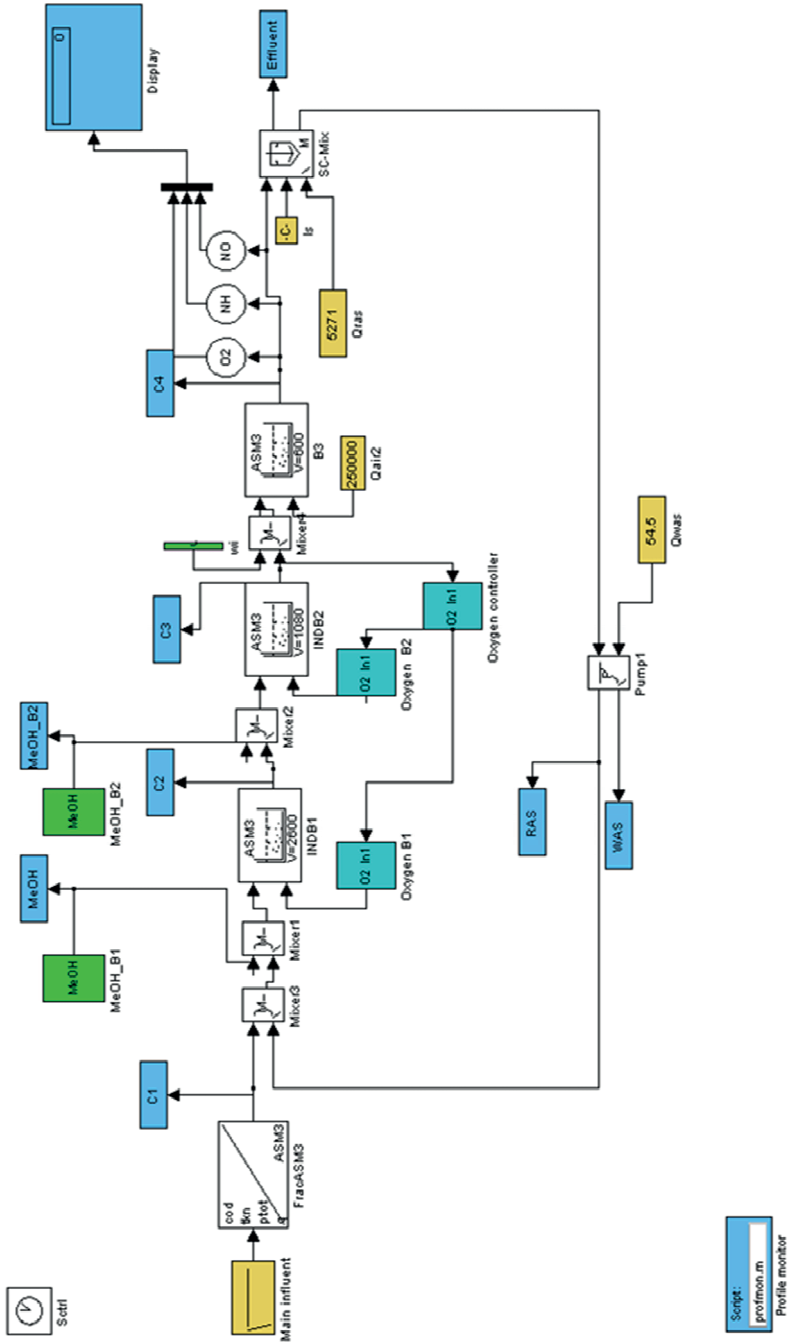 Sctrl
Main influent
cod
tkn
ptot
q
ASM3
FracASM3
C1
Mixer3
MeOH
MeOH_B1
MeOH
Mixer1
ASM3
V=2600
INDB1
Oxygen B1
O2 In1
C2
MeOH
MeOH_B2
MeOH_B2
Mixer2
ASM3
V=1080
INDB2
O2 In1
Oxygen B2
C3
O2 In1
Oxygen controller
Mixer4
ASM3
V=600
B3
250000
Qair2
C4
O2
NH
NO
0
Display
5271
Qras
-C-
Is
M
SC-Mix
Effluent
RAS
WAS
Pump1
54.5
Qwas
Script:
profmon.m
Profile monitor